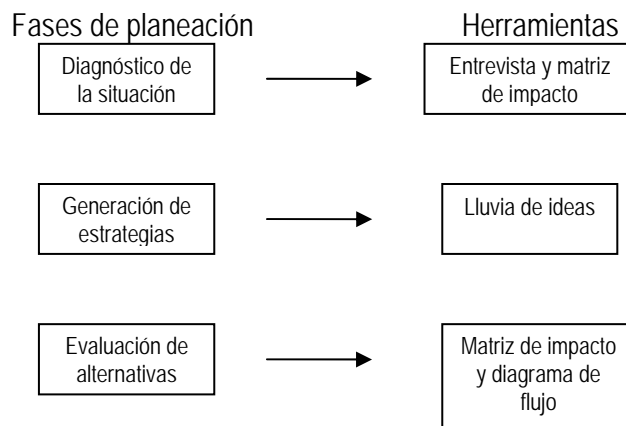 Fases de planeación
Herramientas
Diagnóstico de
la situación
Entrevista y matriz
de impacto
Generación de
estrategias
Lluvia de ideas
Evaluación de
alternativas
Matriz de impacto
y diagrama de
flujo